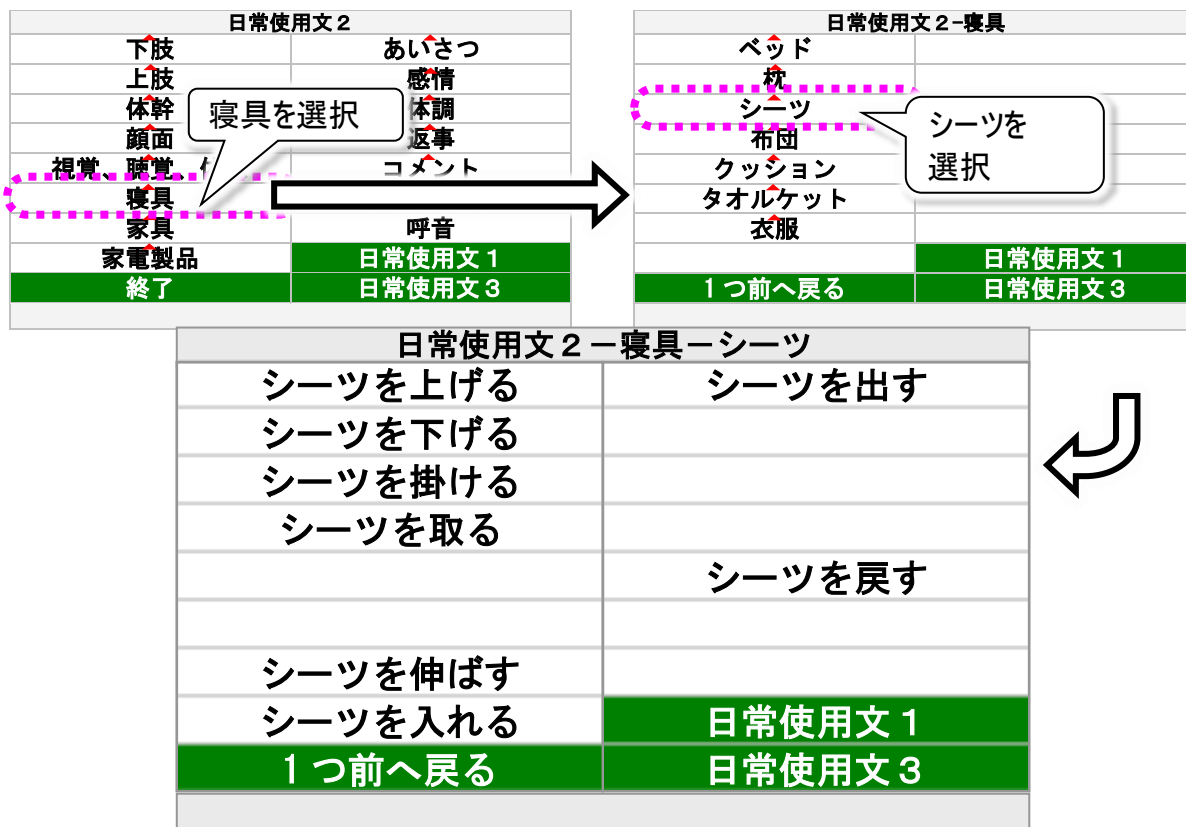 日常使用文２
下肢 あいさつ
上肢 感情
体幹 体調
顔面 返事
視覚、聴覚、 コメント
寝具
家具 呼音
家電製品 日常使用文１
終了 日常使用文３
寝具を選択
日常使用文２-寝具
ベッド
枕
シーツ
布団
クッション
タオルケット
衣服
日常使用文１
１つ前へ戻る 日常使用文３
シーツを
選択
日常使用文２－寝具－シーツ
シーツを上げる シーツを出す
シーツを下げる
シーツを掛ける
シーツを取る
シーツを戻す
シーツを伸ばす
シーツを入れる 日常使用文１
１つ前へ戻る 日常使用文３